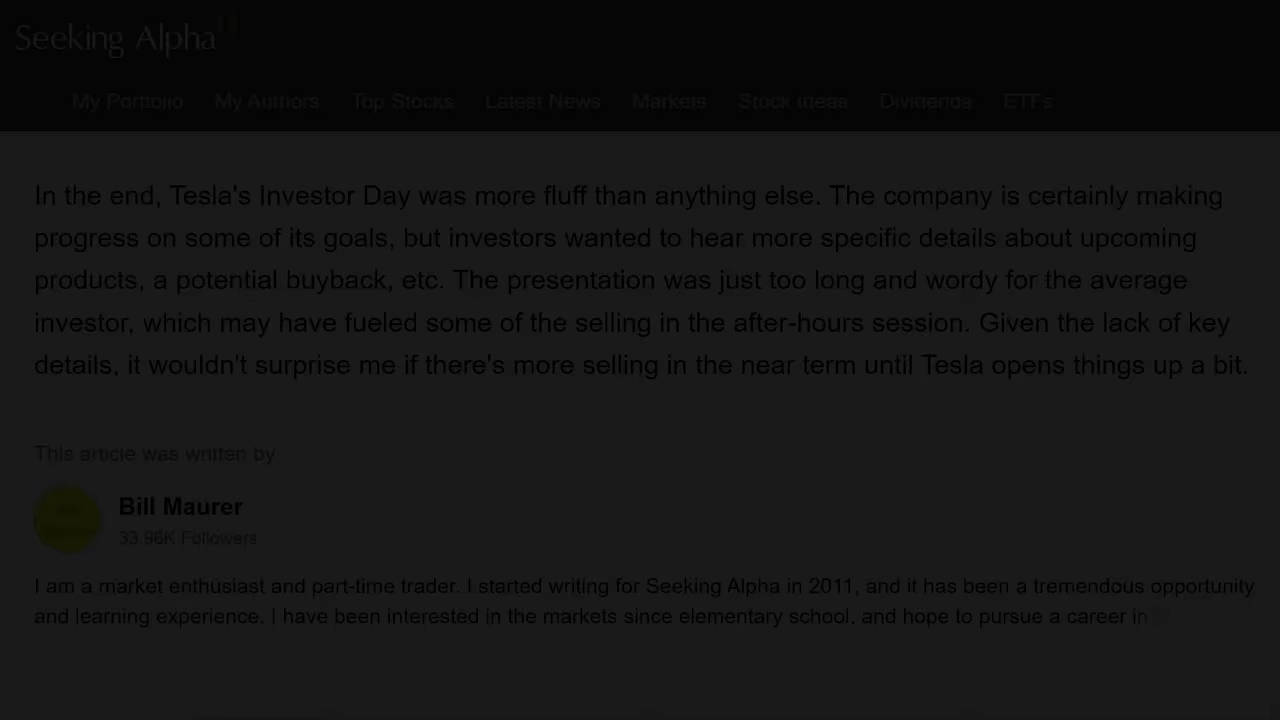 Seeking Alpha
My Portfolio My Authors Top Stocks Latest News Markets Stock Ideas Dividends ETFs
In the end, Tesla's Investor Day was more fluff than anything else. The company is certainly making
progress on some of its goals, but investors wanted to hear more specific details about upcoming
products, a potential buyback, etc. The presentation was just too long and wordy for the average
investor, which may have fueled some of the selling in the after-hours session. Given the lack of key
details, it wouldn't surprise me if there's more selling in the near term until Tesla opens things up a bit.
This article was written by
Bill Maurer
33.96K Followers
I am a market enthusiast and part-time trader. I started writing for Seeking Alpha in 2011, and it has been a tremendous opportunity
and learning experience. I have been interested in the markets since elementary school, and hope to pursue a career in